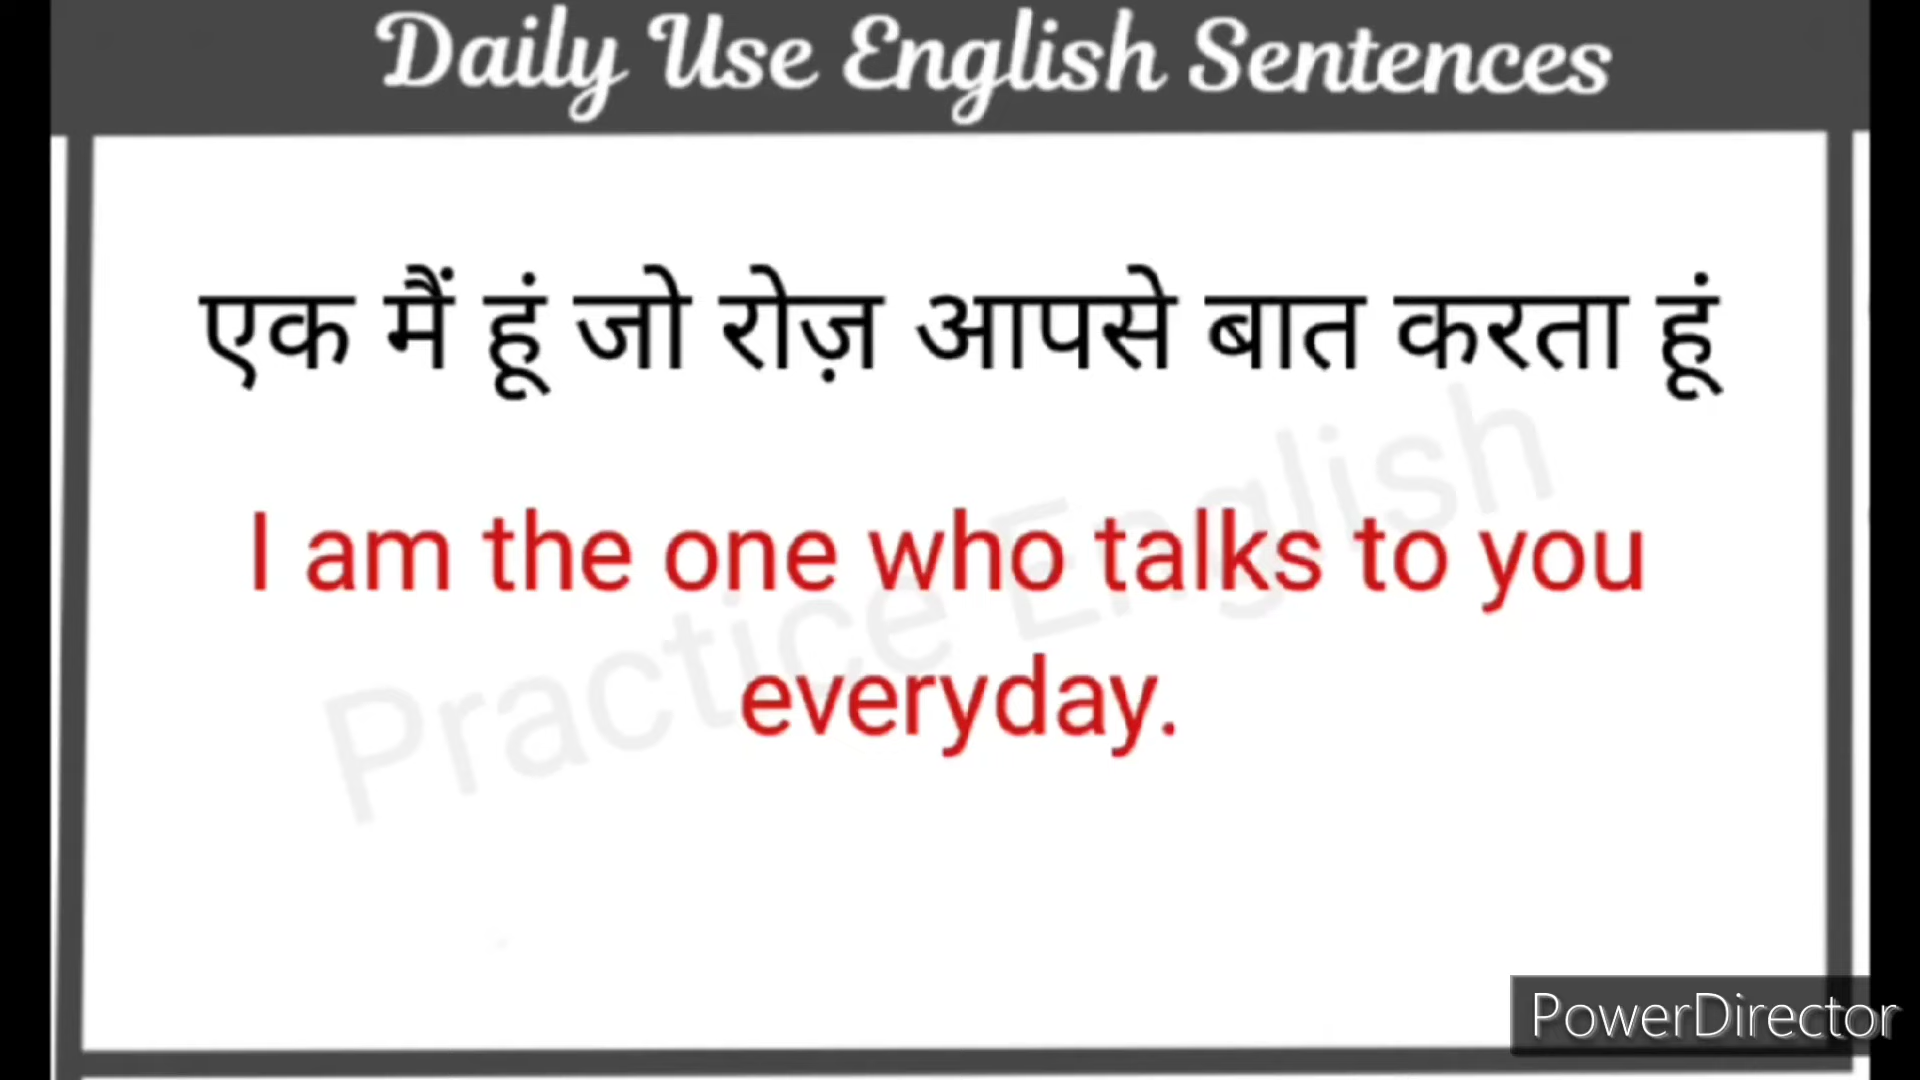 Daily Use English Sentences
एक मैं हूं जो रोज़ आपसे बात करता हूं
I am the one who talks to you
everyday.
Practice English
PowerDirector